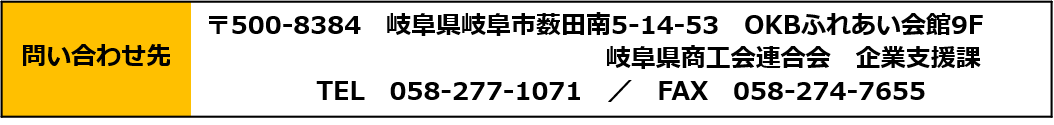 問い合わせ先
〒500-8384　岐阜県岐阜市薮田南5-14-53　OKBふれあい会館9F
岐阜県商工会連合会　企業支援課
TEL　058-277-1071　／　FAX　058-274-7655